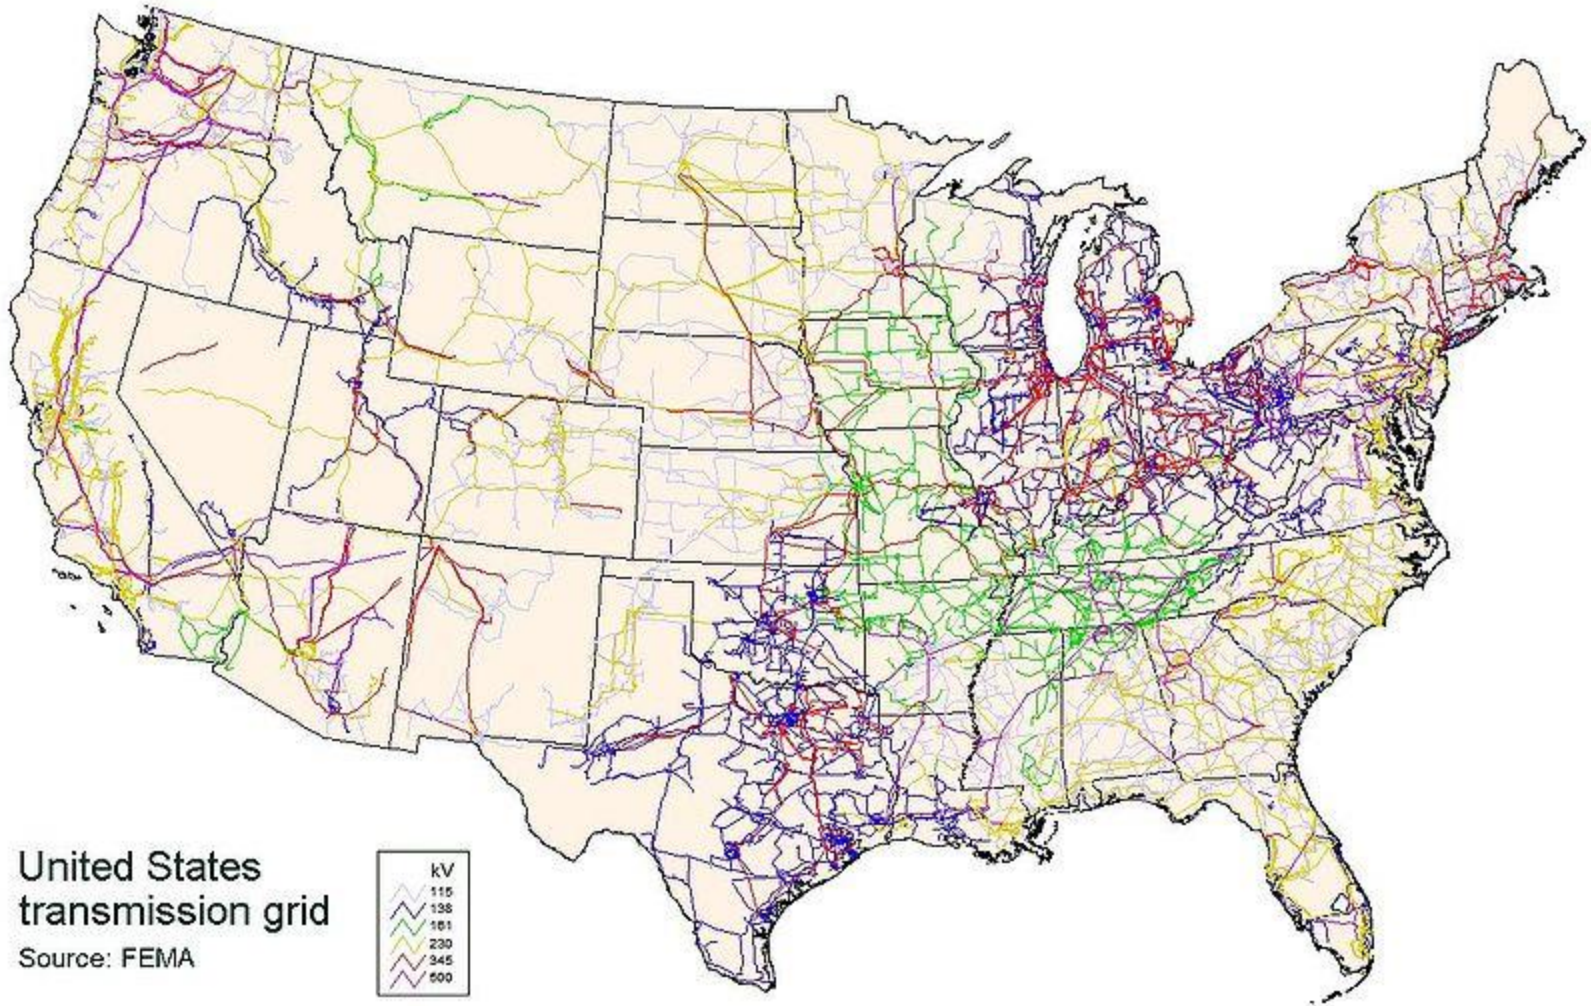 United States
transmission grid
Source: FEMA
kV
115
138
161
230
345
500